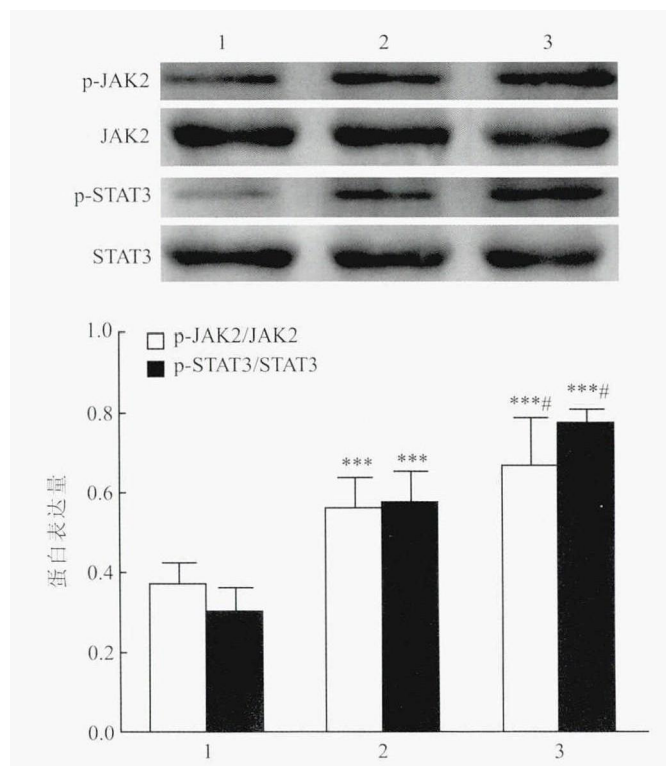 1 2 3
p-JAK2
JAK2
p-STAT3
STAT3
1.0
p-JAK2/JAK2
p-STAT3/STAT3
0.8
***# ***#
*** ***
0.6
蛋白表达量
0.4
0.2
0.0
1 2 3